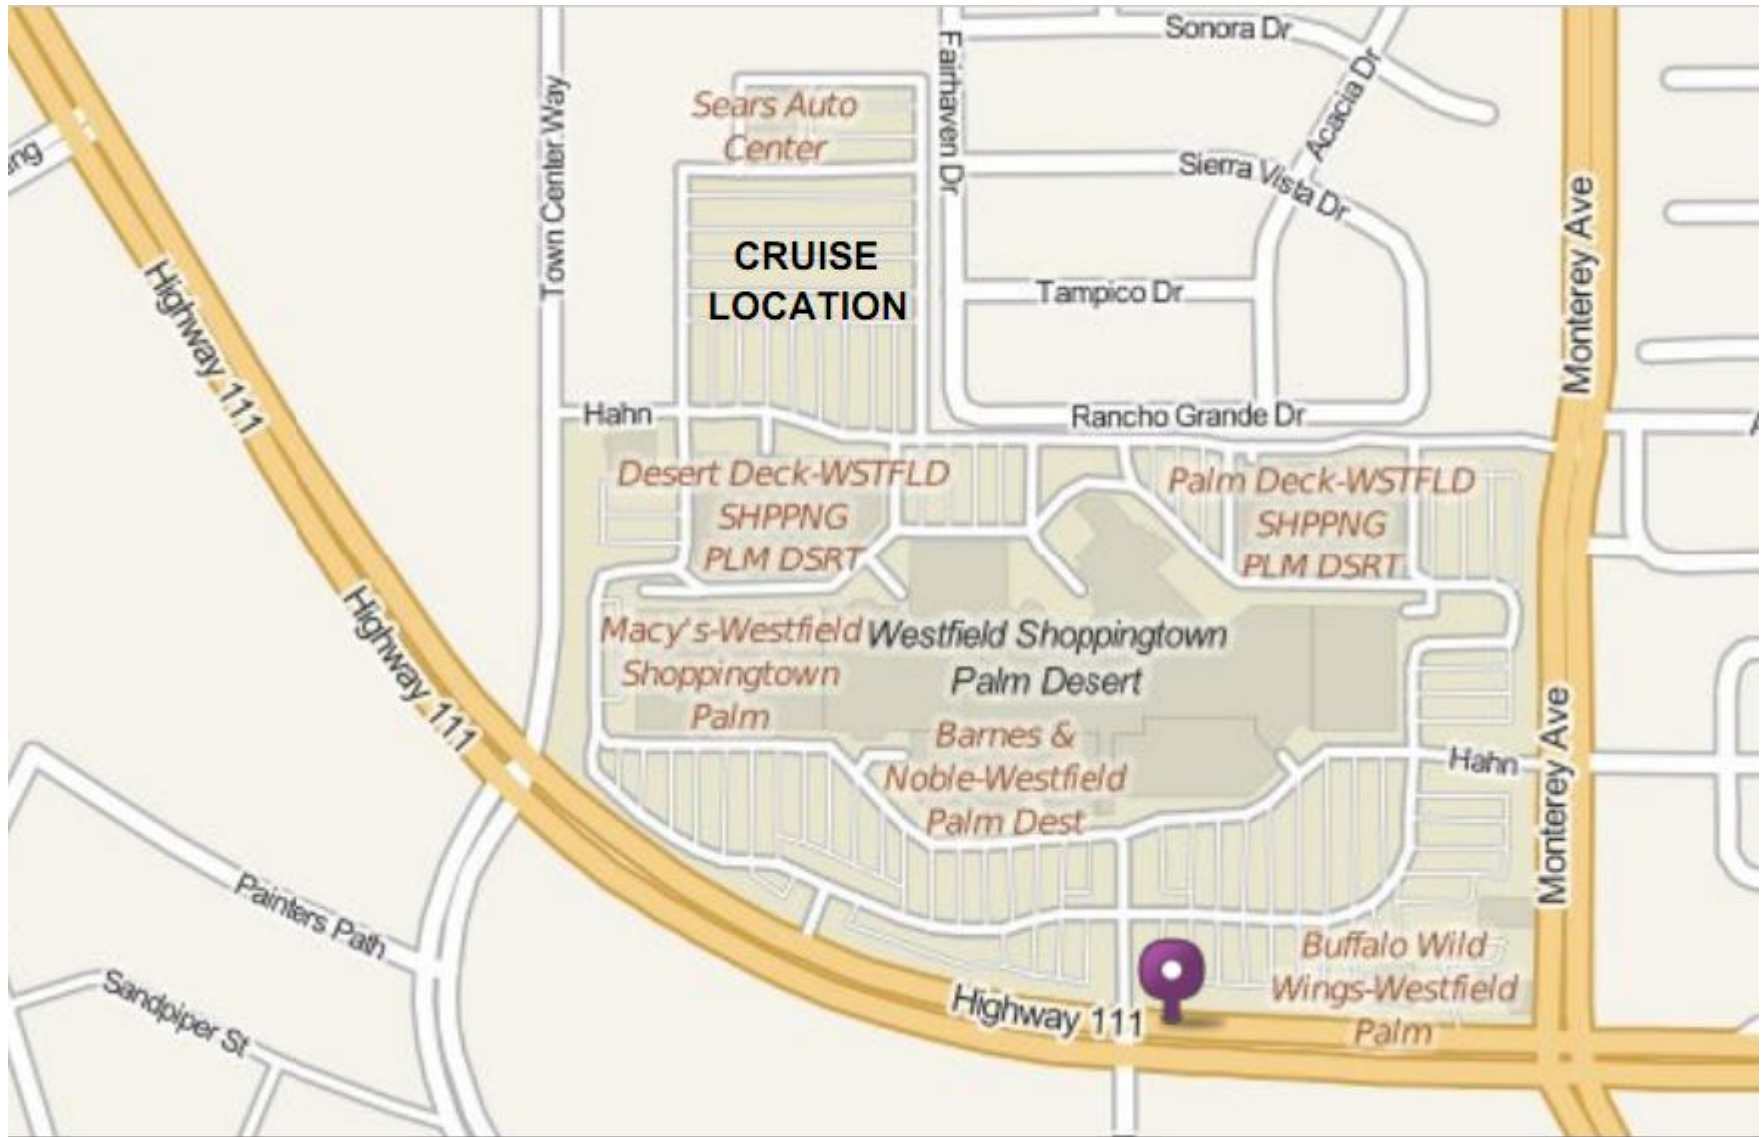 Sonora Dr
Fairhaven Dr
Acacia Dr
Sears Auto
Center
Town Center Way
Sierra Vista Dr
Monterey Ave
CRUISE
LOCATION
Tampico Dr
Highway 111
Hahn
Rancho Grande Dr
Desert Deck-WSTFLD
SHPPNG
PLM DSRT
Palm Deck-WSTFLD
SHPPNG
PLM DSRT
Highway 111
Macy's-Westfield
Shoppingtown
Palm
Westfield Shoppingtown
Palm Desert
Barnes &
Noble-Westfield
Palm Dest
Hahn
Monterey Ave
Painters Path
Sandpiper St
Highway 111
Buffalo Wild
Wings-Westfield
Palm